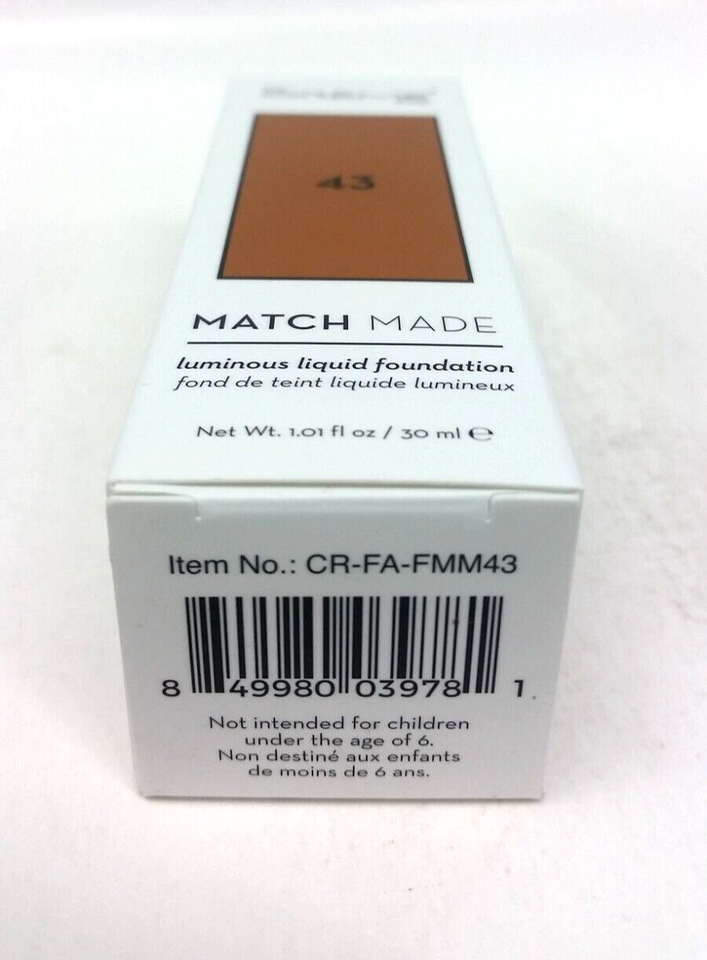 43
MATCH MADE
luminous liquid foundation
fond de teint liquide lumineux
Net Wt. 1.01 fl oz / 30 ml ℮
Item No.: CR-FA-FMM43
8 49980 03978 1
Not intended for children
under the age of 6.
Non destiné aux enfants
de moins de 6 ans.